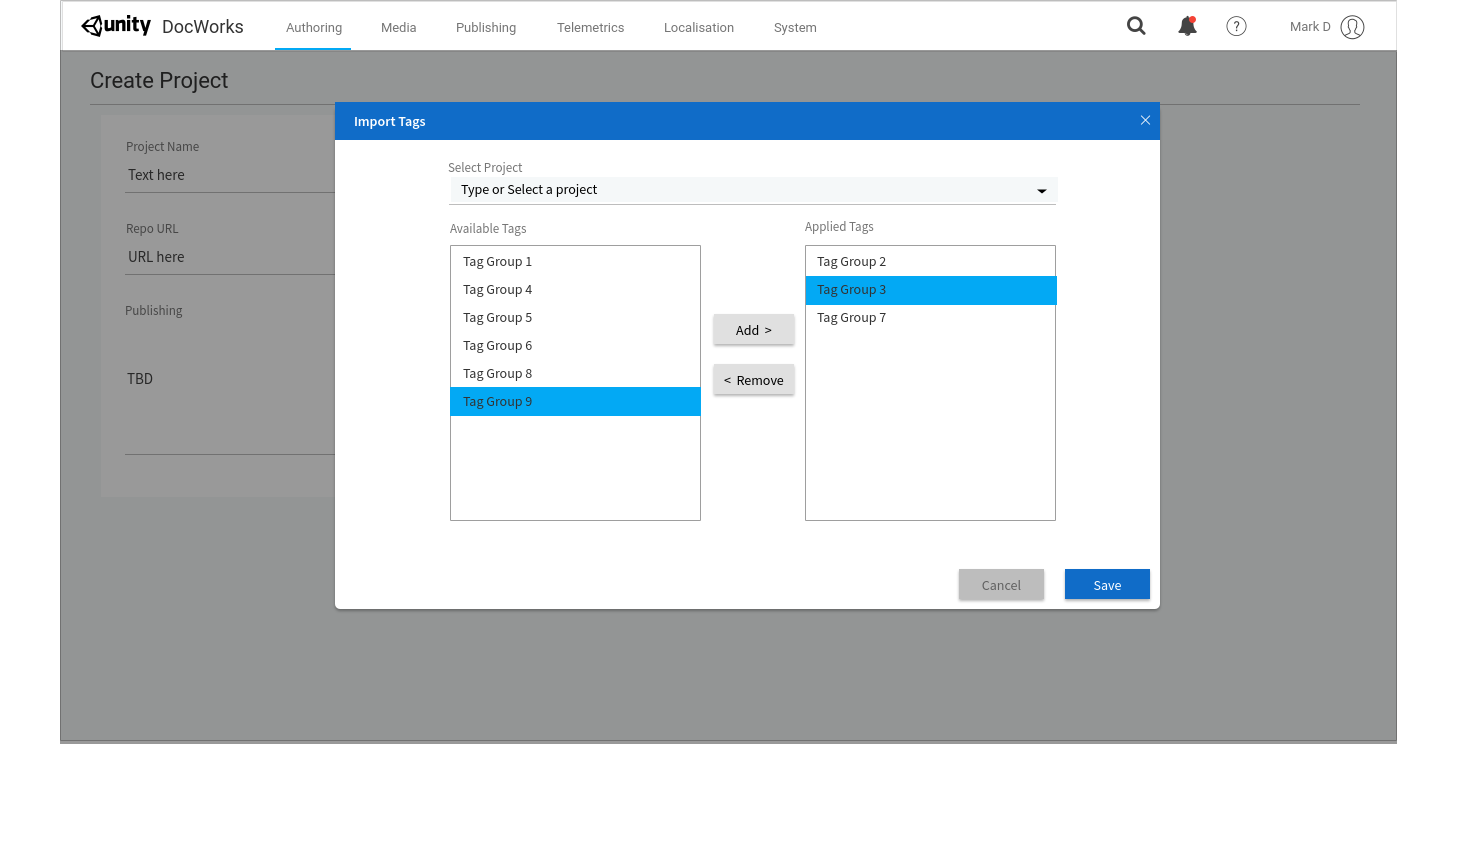 unity DocWorks Authoring Media Publishing Telemetrics Localisation System ? Mark D
Create Project
Import Tags
Project Name
Text here
Repo URL
URL here
Publishing
TBD
Select Project
Type or Select a project
Available Tags
Tag Group 1
Tag Group 4
Tag Group 5
Tag Group 6
Tag Group 8
Tag Group 9
Add >
< Remove
Applied Tags
Tag Group 2
Tag Group 3
Tag Group 7
Cancel Save